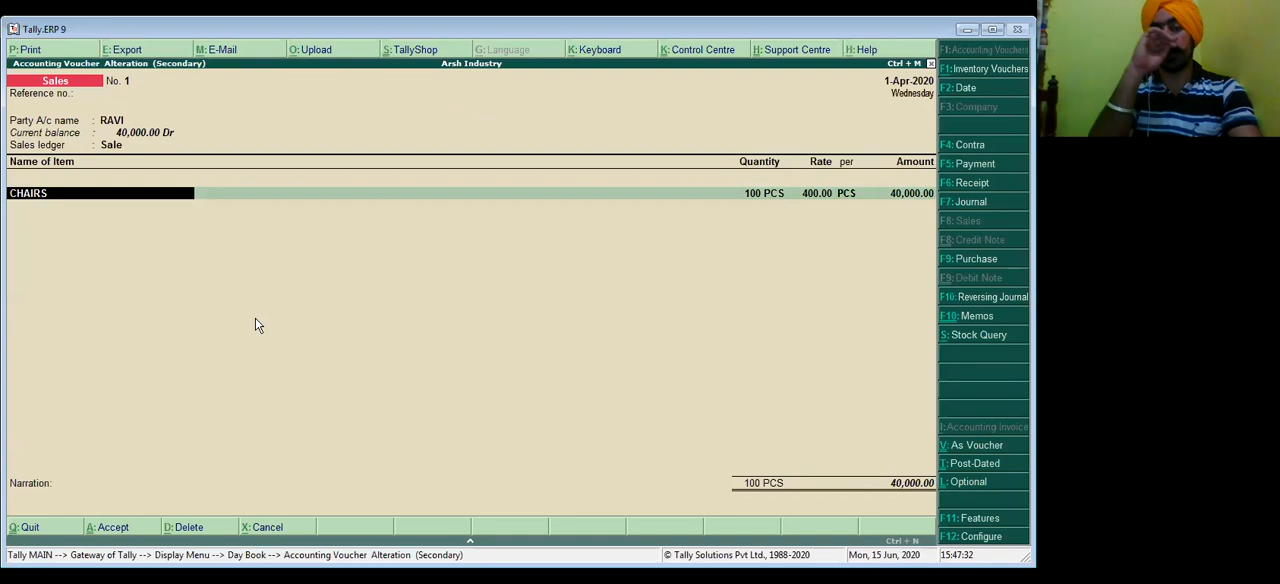 Tally.ERP 9
P: Print E: Export M: E-Mail O: Upload S: TallyShop G: Language K: Keyboard K: Control Centre H: Support Centre H: Help
F1: Accounting Vouchers
Accounting Voucher Alteration (Secondary) Arsh Industry Ctrl + M
F1: Inventory Vouchers
Sales No. 1 1-Apr-2020
F2: Date
Reference no.: Wednesday
F3: Company
Party A/c name : RAVI
Current balance : 40,000.00 Dr
Sales ledger : Sale
F4: Contra
Name of Item Quantity Rate per Amount
F5: Payment
F6: Receipt
CHAIRS 100 PCS 400.00 PCS 40,000.00
F7: Journal
F8: Sales
F8: Credit Note
F9: Purchase
F9: Debit Note
F10: Reversing Journal
F10: Memos
S: Stock Query
I: Accounting Invoice
V: As Voucher
T: Post-Dated
L: Optional
Narration: 100 PCS 40,000.00
F11: Features
Q: Quit A: Accept D: Delete X: Cancel
F12: Configure
Ctrl + N
Tally MAIN --> Gateway of Tally --> Display Menu --> Day Book --> Accounting Voucher Alteration (Secondary) © Tally Solutions Pvt Ltd., 1988-2020 Mon, 15 Jun, 2020 15:47:32